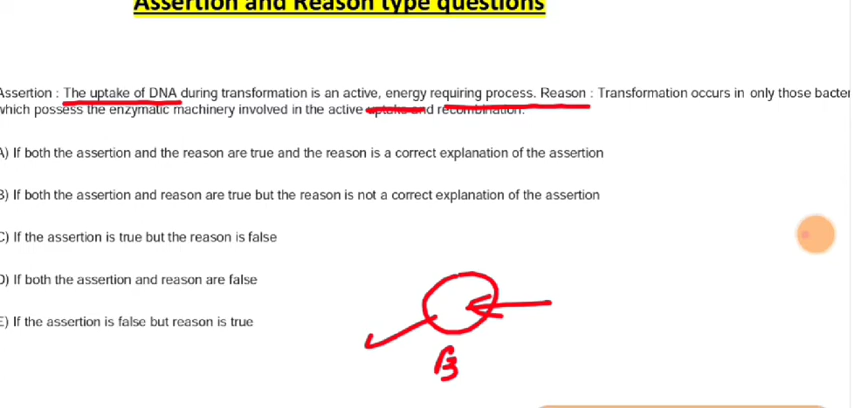 Assertion and Reason type questions
Assertion : The uptake of DNA during transformation is an active, energy requiring process. Reason : Transformation occurs in only those bacter
which possess the enzymatic machinery involved in the active uptake and recombination.
A) If both the assertion and the reason are true and the reason is a correct explanation of the assertion
B) If both the assertion and reason are true but the reason is not a correct explanation of the assertion
C) If the assertion is true but the reason is false
D) If both the assertion and reason are false
E) If the assertion is false but reason is true
B